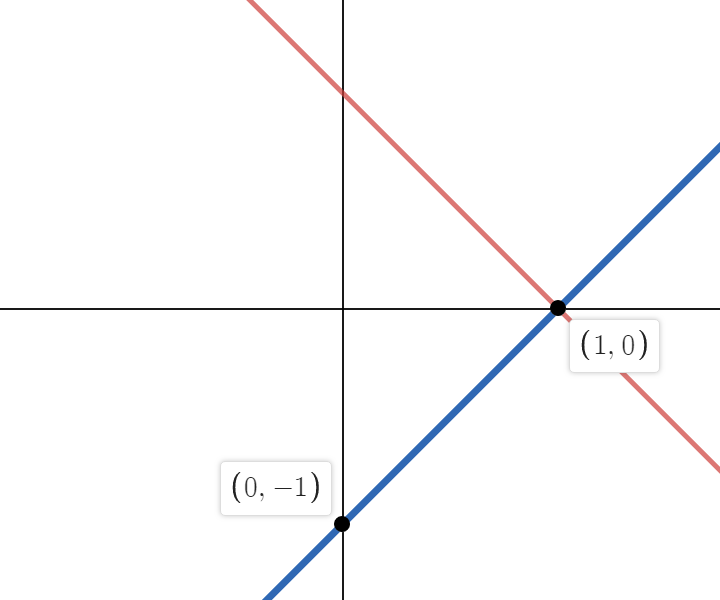 (1, 0)
(0, −1)